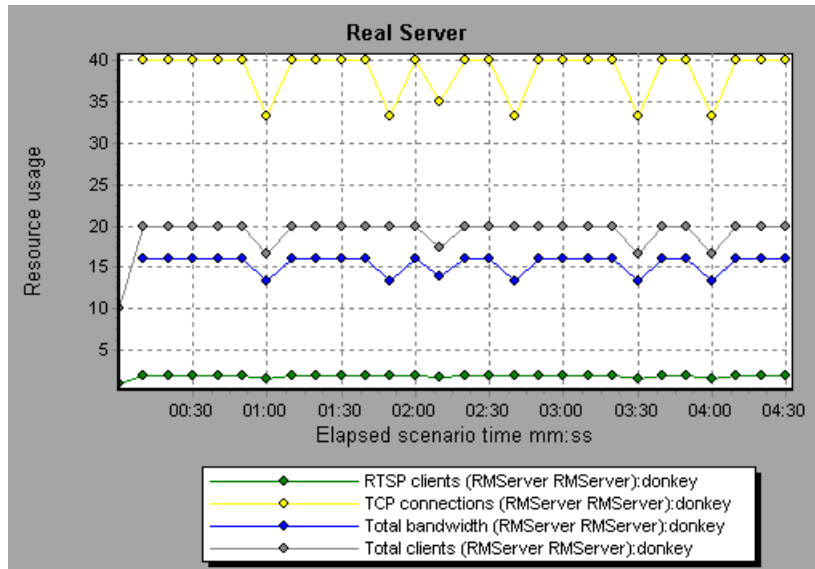 Real Server
Resource usage
40
35
30
25
20
15
10
5
00:30 01:00 01:30 02:00 02:30 03:00 03:30 04:00 04:30
Elapsed scenario time mm:ss
RTSP clients (RMServer RMServer):donkey
TCP connections (RMServer RMServer):donkey
Total bandwidth (RMServer RMServer):donkey
Total clients (RMServer RMServer):donkey